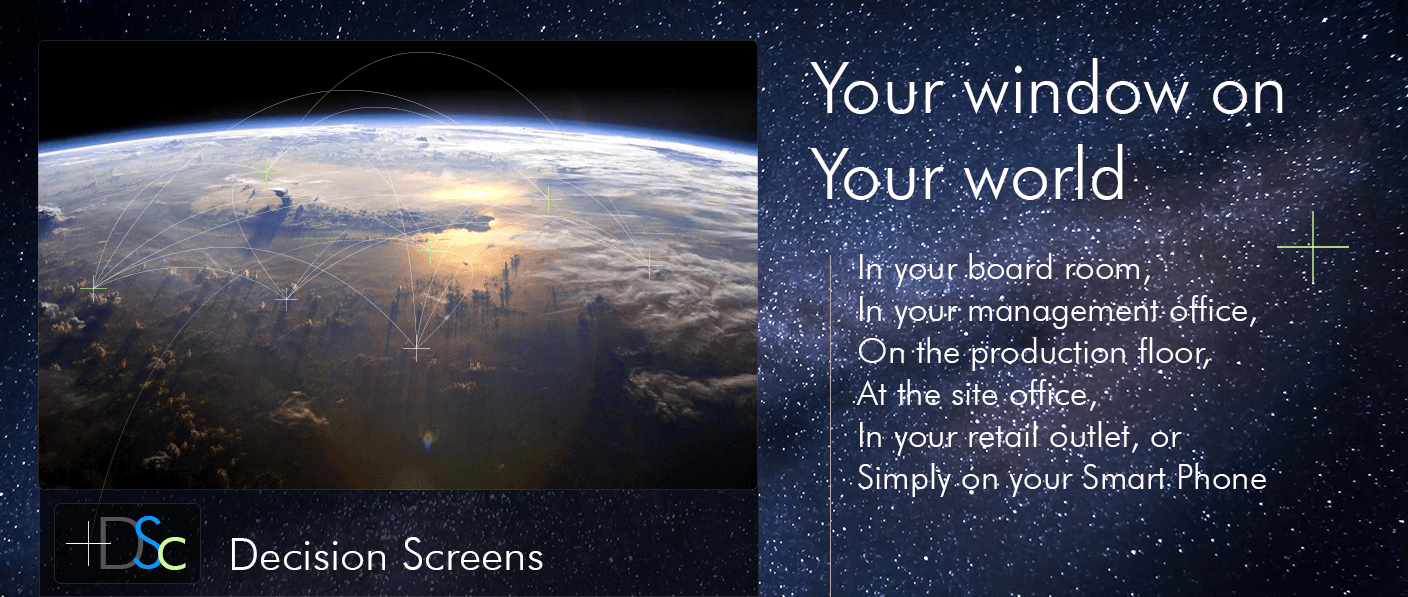 Your window on
Your world
In your board room,
In your management office,
On the production floor,
At the site office,
In your retail outlet, or
Simply on your Smart Phone
DSc
Decision Screens